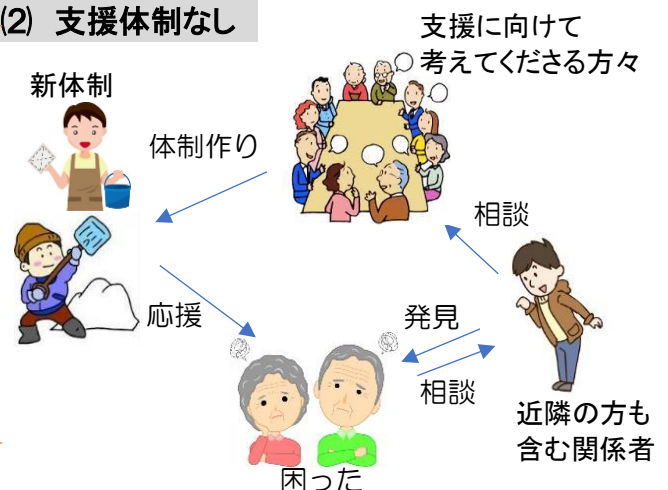 (2) 支援体制なし
支援に向けて
考えてくださる方々
新体制
体制作り
相談
応援
発見
相談
近隣の方も
含む関係者
困った